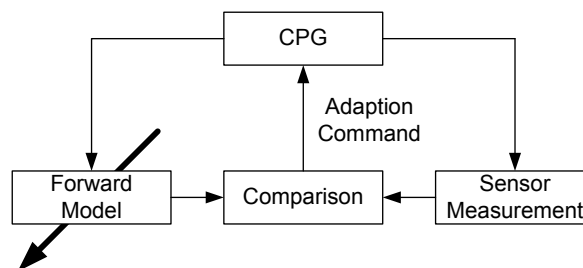 CPG
Adaption
Command
Forward
Model
Comparison
Sensor
Measurement